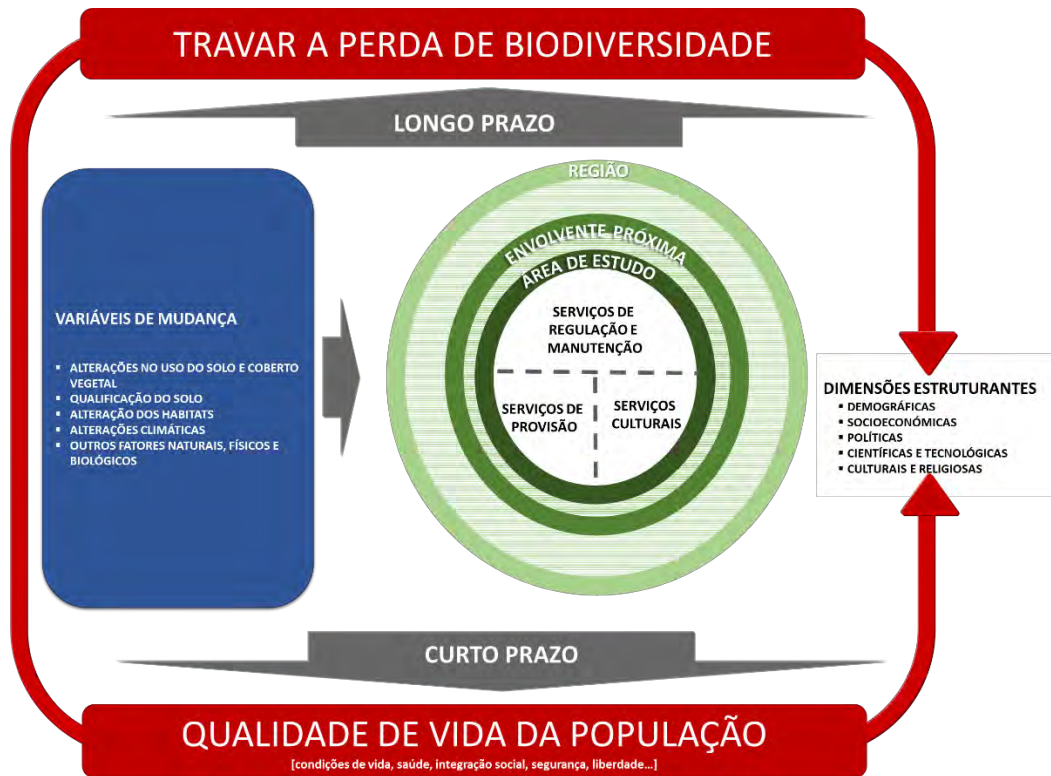 TRAVAR A PERDA DE BIODIVERSIDADE
LONGO PRAZO
VARIÁVEIS DE MUDANÇA
▪ ALTERAÇÕES NO USO DO SOLO E COBERTO
VEGETAL
▪ QUALIFICAÇÃO DO SOLO
▪ ALTERAÇÃO DOS HABITATS
▪ ALTERAÇÕES CLIMÁTICAS
▪ OUTROS FATORES NATURAIS, FÍSICOS E
BIOLÓGICOS
REGIÃO
ENVOLVENTE PRÓXIMA
ÁREA DE ESTUDO
SERVIÇOS DE
REGULAÇÃO E
MANUTENÇÃO
SERVIÇOS DE
PROVISÃO
SERVIÇOS
CULTURAIS
DIMENSÕES ESTRUTURANTES
▪ DEMOGRÁFICAS
▪ SOCIOECONÓMICAS
▪ POLÍTICAS
▪ CIENTÍFICAS E TECNOLÓGICAS
▪ CULTURAIS E RELIGIOSAS
CURTO PRAZO
QUALIDADE DE VIDA DA POPULAÇÃO
[condições de vida, saúde, integração social, segurança, liberdade...]